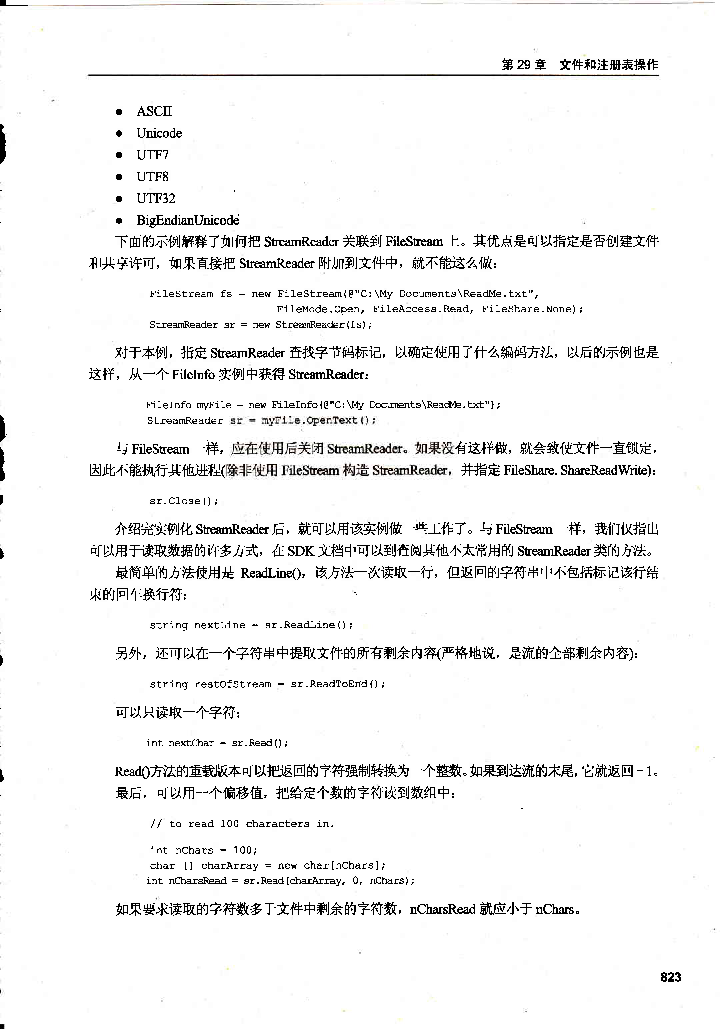 第 29 章 文件和注册表操作
● ASCII
● Unicode
● UTF7
● UTF8
● UTF32
● BigEndianUnicode
下面的示例解释了如何把 StreamReader 关联到 FileStream 上。其优点是可以指定是否创建文件
和共享许可，如果直接把 StreamReader 附加到文件中，就不能这么做：
FileStream fs = new FileStream(@"C:\My Documents\ReadMe.txt",
FileMode.Open, FileAccess.Read, FileShare.None);
StreamReader sr = new StreamReader(fs);
对于本例，指定 StreamReader 查找字节码标记，以确定使用了什么编码方法，以后的示例也是
这样，从一个 FileInfo 实例中获得 StreamReader：
FileInfo myFile = new FileInfo(@"C:\My Documents\ReadMe.txt");
StreamReader sr = myFile.OpenText();
与 FileStream 一样，应在使用后关闭 StreamReader。如果没有这样做，就会致使文件一直锁定，
因此不能执行其他进程(除非使用 FileStream 构造 StreamReader，并指定 FileShare. ShareReadWrite)：
sr.Close();
介绍完实例化 StreamReader 后，就可以用该实例做一些工作了。与 FileStream 一样，我们仅指出
可以用于读取数据的许多方式，在 SDK 文档中可以到查阅其他不太常用的 StreamReader 类的方法。
最简单的方法使用是 ReadLine()，该方法一次读取一行，但返回的字符串中不包括标记该行结
束的回车换行符：
string nextLine = sr.ReadLine();
另外，还可以在一个字符串中提取文件的所有剩余内容(严格地说，是流的全部剩余内容)：
string restOfStream = sr.ReadToEnd();
可以只读取一个字符：
int nextChar = sr.Read();
Read()方法的重载版本可以把返回的字符强制转换为一个整数。如果到达流的末尾，它就返回－1。
最后，可以用一个偏移值，把给定个数的字符读到数组中：
// to read 100 characters in.
int nChars = 100;
char [] charArray = new char[nChars];
int nCharsRead = sr.Read(charArray, 0, nChars);
如果要求读取的字符数多于文件中剩余的字符数，nCharsRead 就应小于 nChars。
823